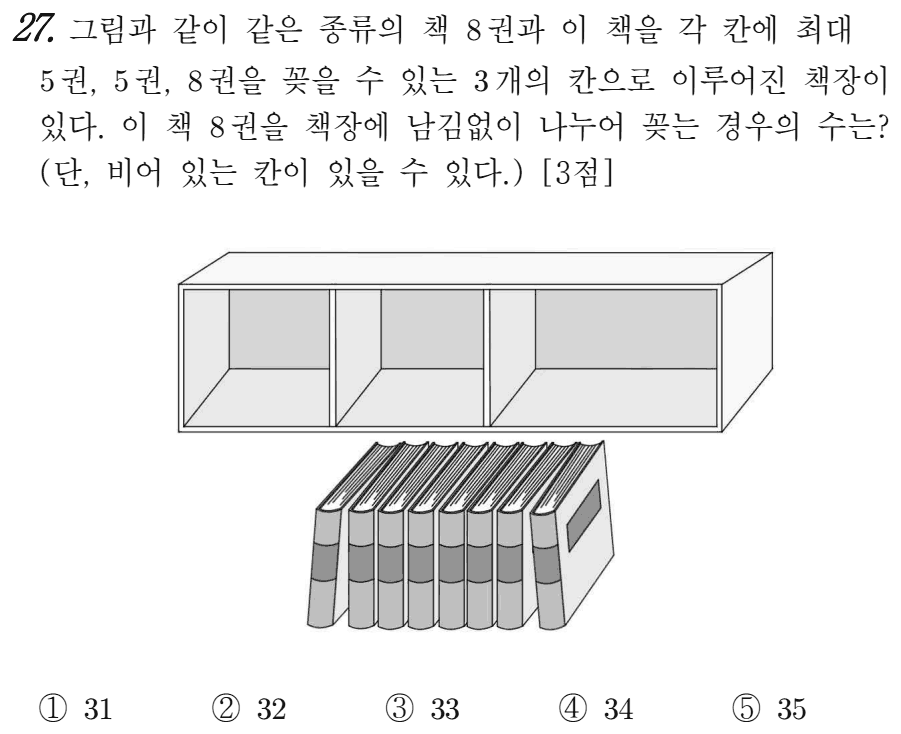 27. 그림과 같이 같은 종류의 책 8권과 이 책을 각 칸에 최대
5권, 5권, 8권을 꽂을 수 있는 3개의 칸으로 이루어진 책장이
있다. 이 책 8권을 책장에 남김없이 나누어 꽂는 경우의 수는?
(단, 비어 있는 칸이 있을 수 있다.) [3점]
① 31 ② 32 ③ 33 ④ 34 ⑤ 35